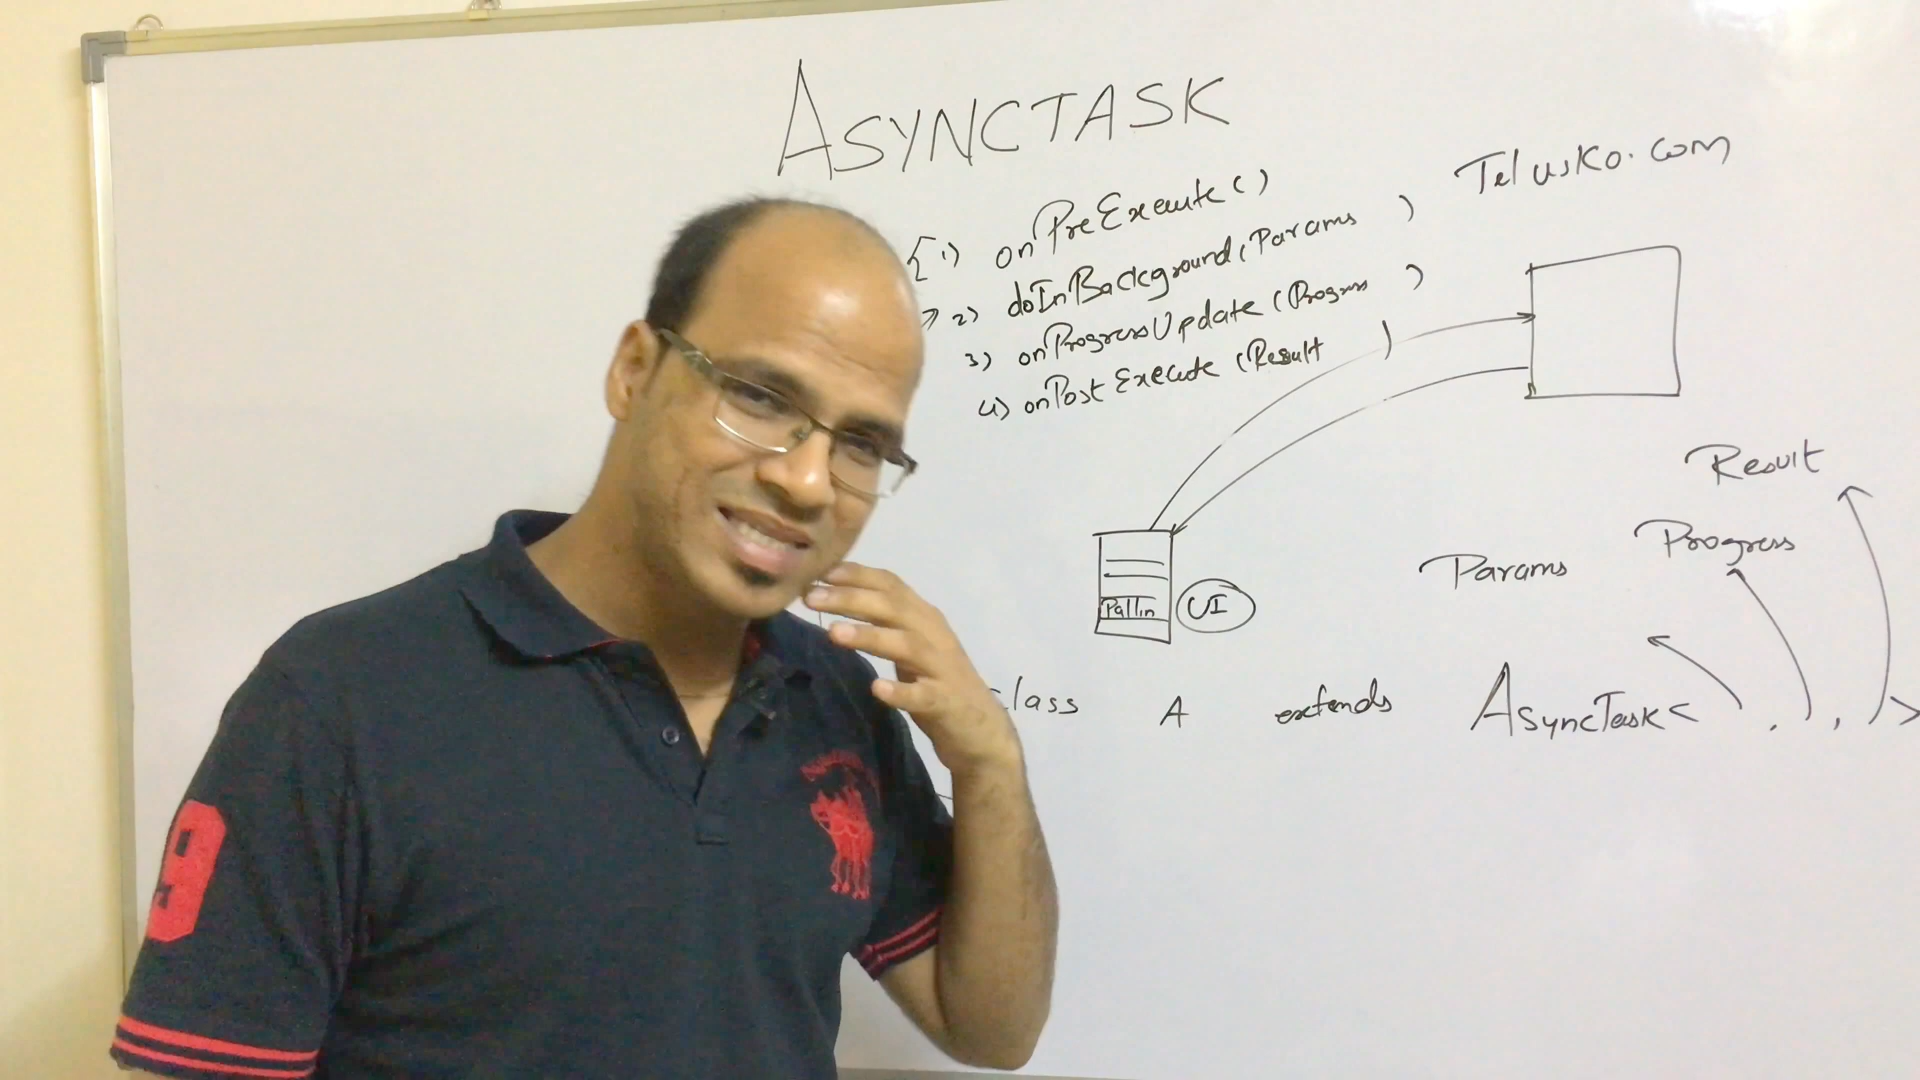 ASYNCTASK
Telusko.com
1) onPreExecute()
2) doInBackground(Params )
3) onProgressUpdate(Progress )
4) onPostExecute(Result )
Result
Progress
Params
UI
class A extends AsyncTask< , , >
9